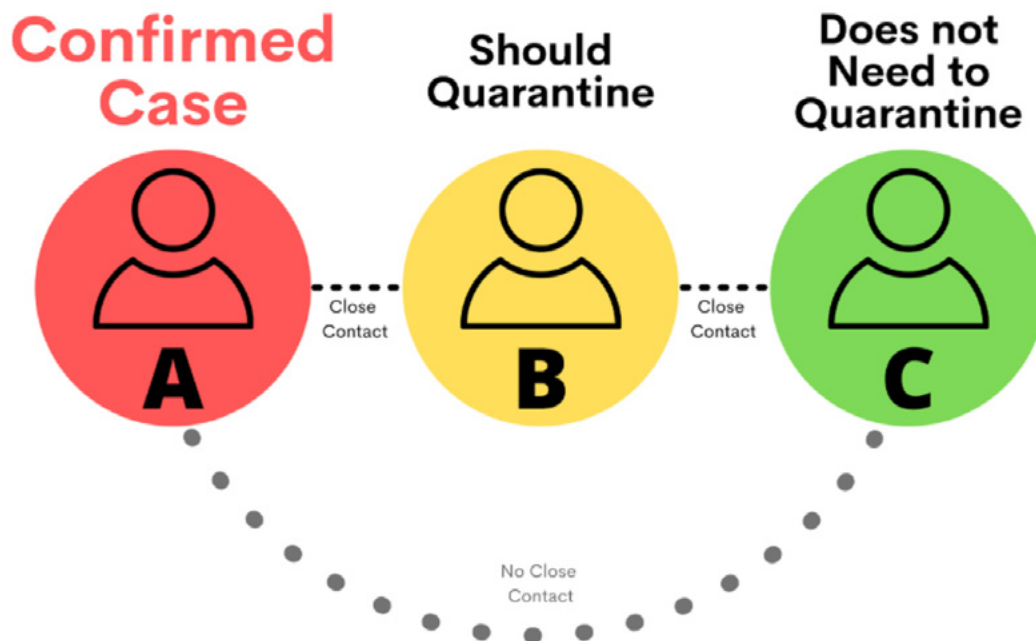 Confirmed
Case
Should
Quarantine
Does not
Need to
Quarantine
A
Close
Contact
B
Close
Contact
C
No Close
Contact